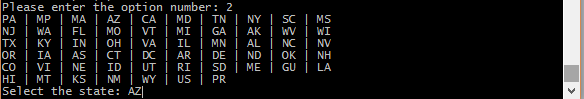 Please enter the option number: 2
PA | MP | MA | AZ | CA | MD | TN | NY | SC | MS
NJ | WA | FL | MO | VT | MI | GA | AK | WV | WI
TX | KY | IN | OH | VA | IL | MN | AL | NC | NV
OR | IA | AS | CT | DC | AR | DE | ND | OK | NH
CO | VI | NE | ID | UT | RI | SD | ME | GU | LA
HI | MT | KS | NM | WY | US | PR
Select the state: AZ